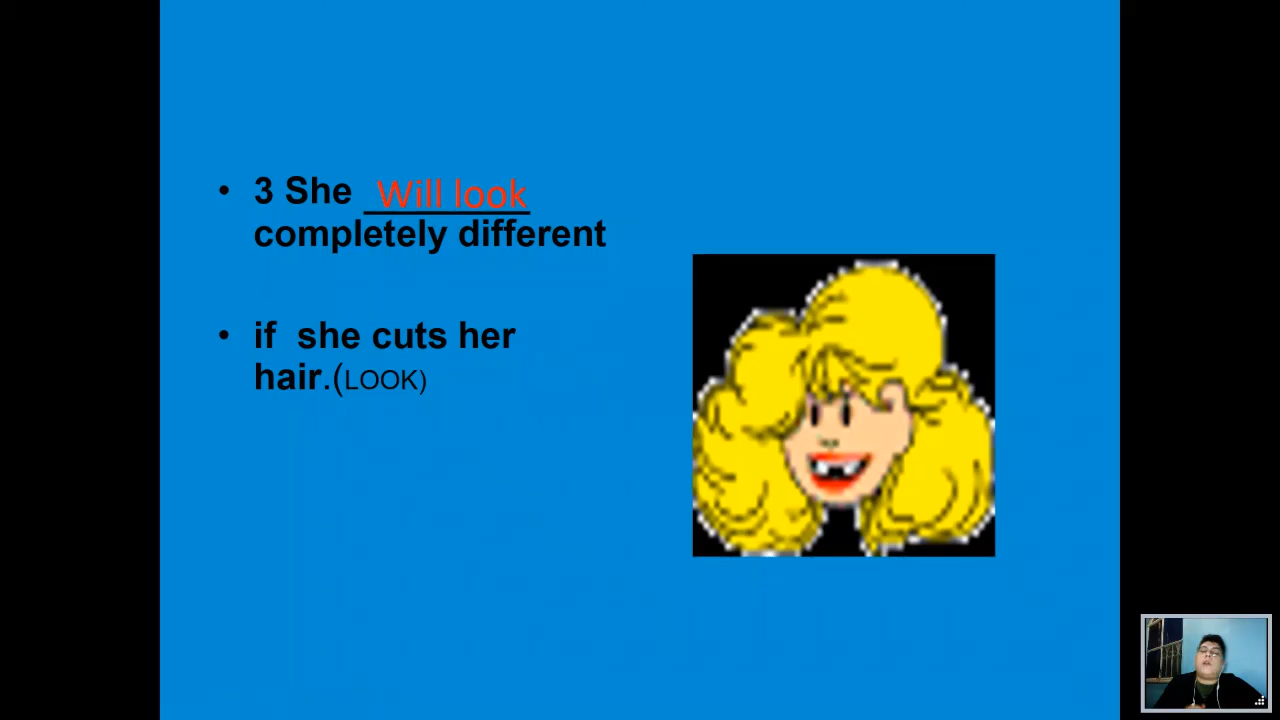 • 3 She Will look
completely different
• if she cuts her
hair.(LOOK)